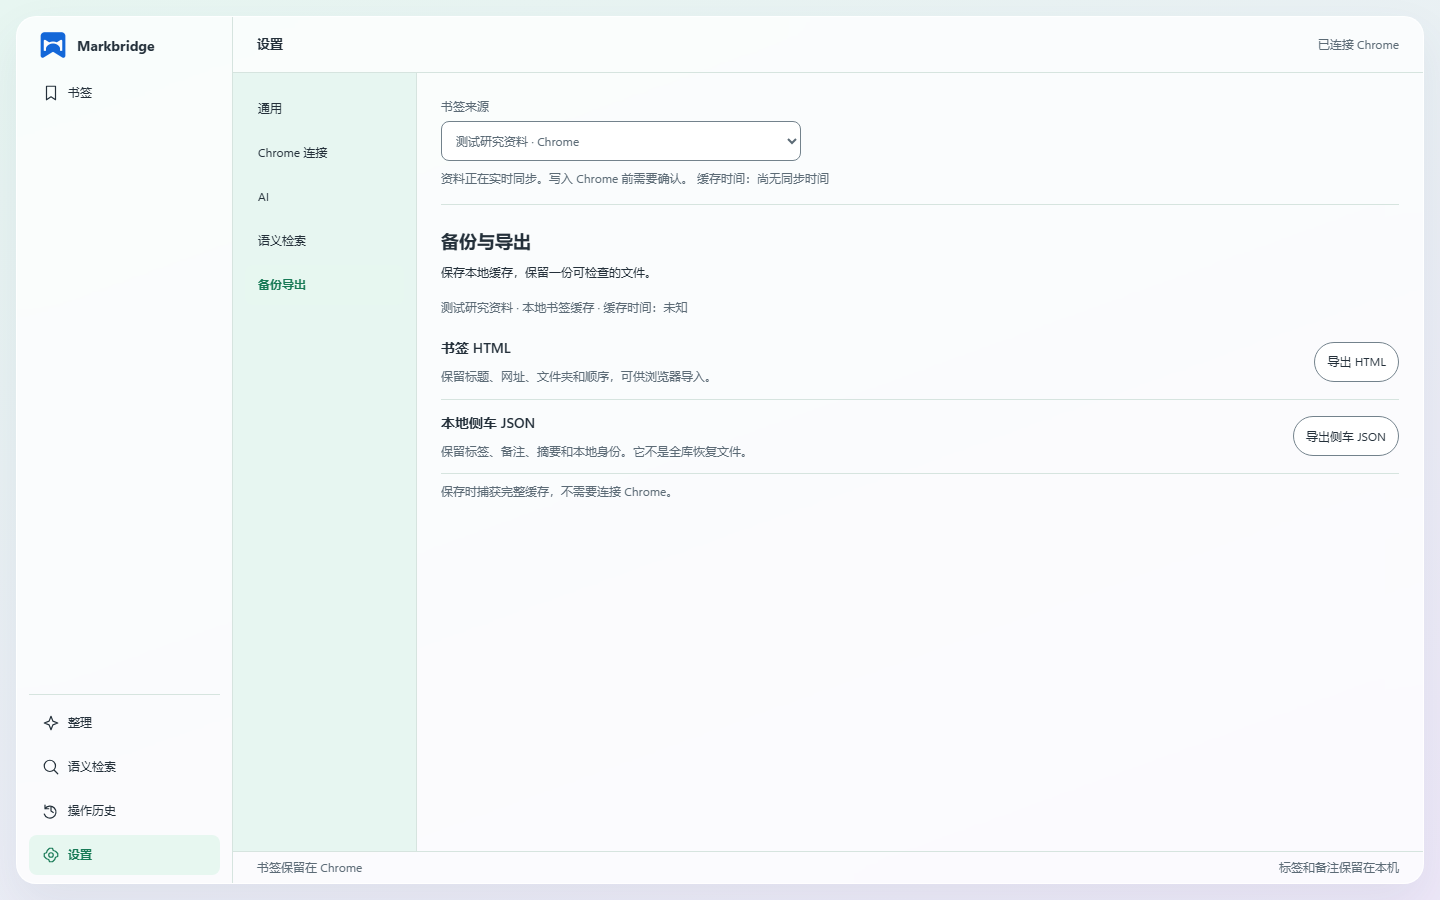 Markbridge
书签
整理
语义检索
操作历史
设置
设置
已连接 Chrome
通用
Chrome 连接
AI
语义检索
备份导出
书签来源
测试研究资料 · Chrome
资料正在实时同步。写入 Chrome 前需要确认。 缓存时间：尚无同步时间
备份与导出
保存本地缓存，保留一份可检查的文件。
测试研究资料 · 本地书签缓存 · 缓存时间：未知
书签 HTML
保留标题、网址、文件夹和顺序，可供浏览器导入。
导出 HTML
本地侧车 JSON
保留标签、备注、摘要和本地身份。它不是全库恢复文件。
导出侧车 JSON
保存时捕获完整缓存，不需要连接 Chrome。
书签保留在 Chrome
标签和备注保留在本机